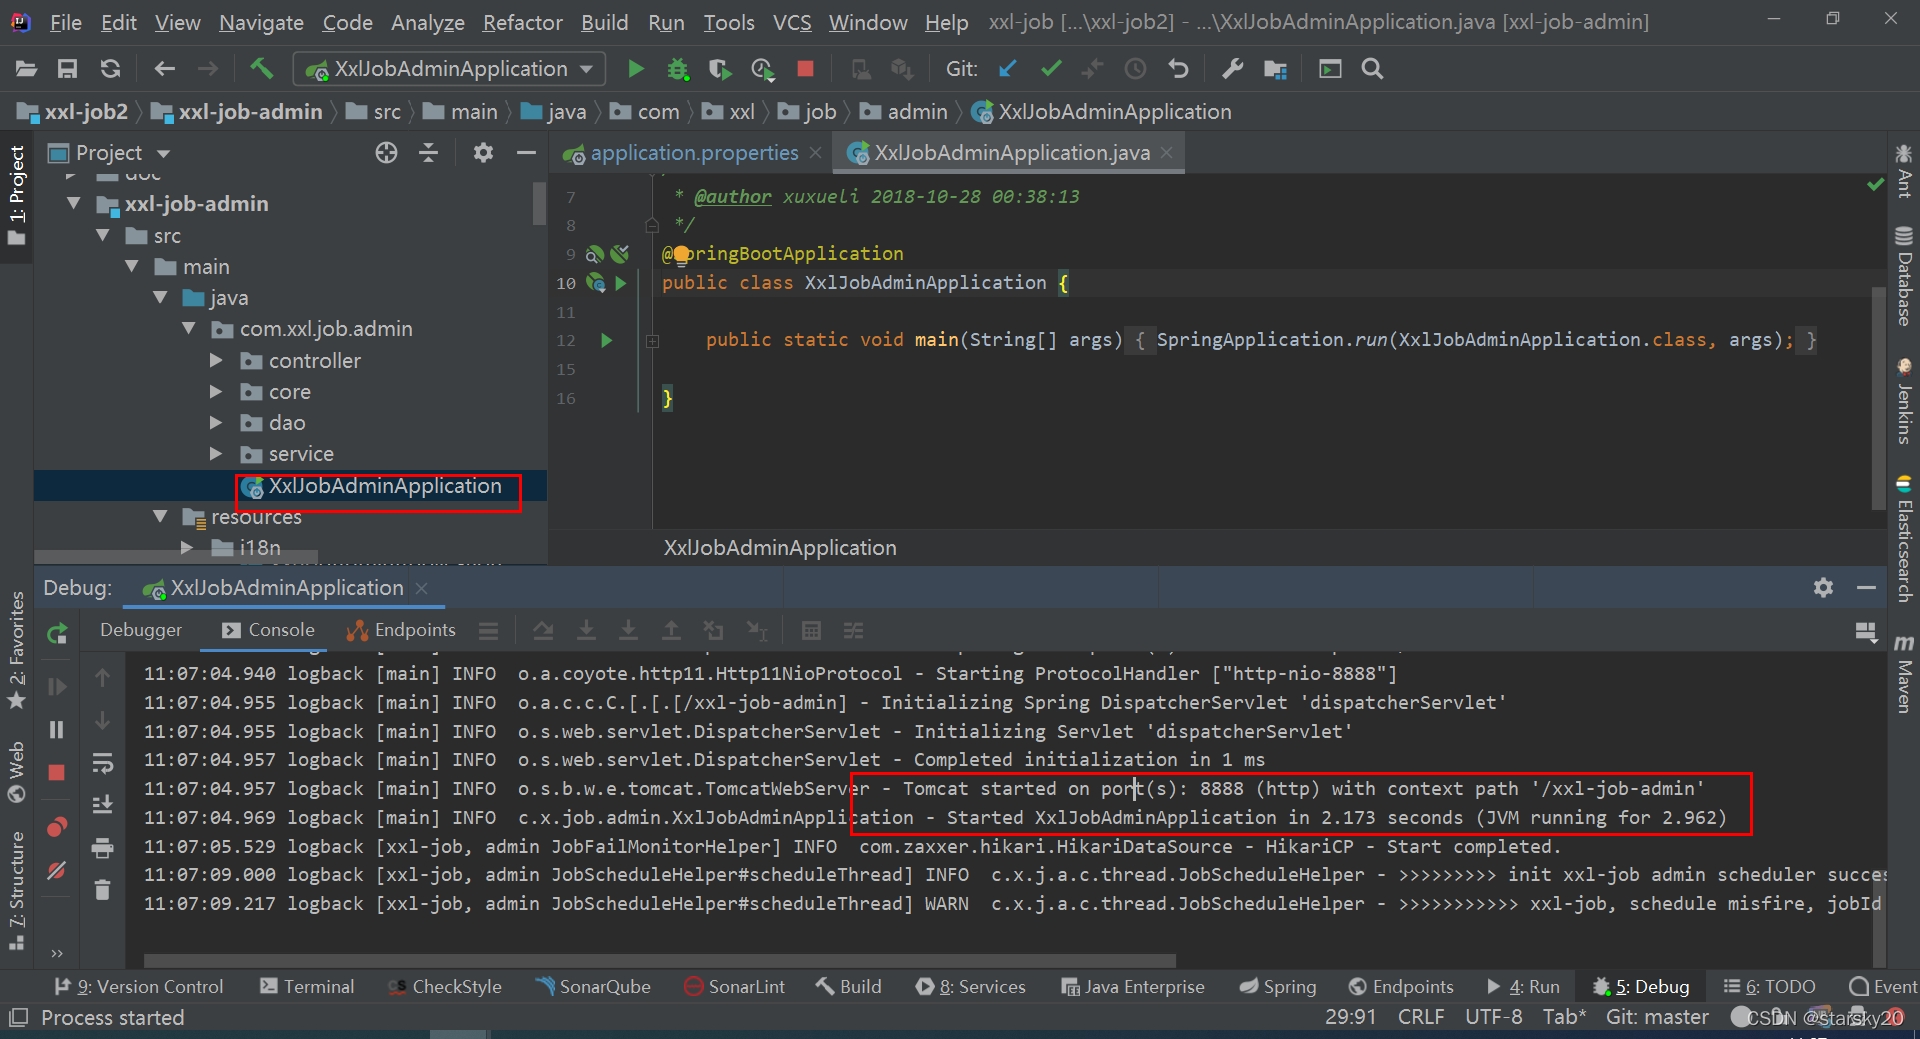 File Edit View Navigate Code Analyze Refactor Build Run Tools VCS Window Help xxl-job [...\xxl-job2] - ...\XxlJobAdminApplication.java [xxl-job-admin]
XxlJobAdminApplication Git:
xxl-job2 xxl-job-admin src main java com xxl job admin XxlJobAdminApplication
1: Project
2: Favorites
Web
7: Structure
Project
doc
xxl-job-admin
src
main
java
com.xxl.job.admin
controller
core
dao
service
XxlJobAdminApplication
resources
i18n
application.properties XxlJobAdminApplication.java
7 * @author xuxueli 2018-10-28 00:38:13
8 */
9 @SpringBootApplication
10 public class XxlJobAdminApplication {
11
12 public static void main(String[] args) { SpringApplication.run(XxlJobAdminApplication.class, args); }
15
16 }
XxlJobAdminApplication
Ant
Database
Jenkins
Elasticsearch
Maven
Debug: XxlJobAdminApplication
Debugger Console Endpoints
11:07:04.940 logback [main] INFO  o.a.coyote.http11.Http11NioProtocol - Starting ProtocolHandler ["http-nio-8888"]
11:07:04.955 logback [main] INFO  o.a.c.c.C.[.[.[/xxl-job-admin] - Initializing Spring DispatcherServlet 'dispatcherServlet'
11:07:04.955 logback [main] INFO  o.s.web.servlet.DispatcherServlet - Initializing Servlet 'dispatcherServlet'
11:07:04.957 logback [main] INFO  o.s.web.servlet.DispatcherServlet - Completed initialization in 1 ms
11:07:04.957 logback [main] INFO  o.s.b.w.e.tomcat.TomcatWebServer - Tomcat started on port(s): 8888 (http) with context path '/xxl-job-admin'
11:07:04.969 logback [main] INFO  c.x.job.admin.XxlJobAdminApplication - Started XxlJobAdminApplication in 2.173 seconds (JVM running for 2.962)
11:07:05.529 logback [xxl-job, admin JobFailMonitorHelper] INFO  com.zaxxer.hikari.HikariDataSource - HikariCP - Start completed.
11:07:09.000 logback [xxl-job, admin JobScheduleHelper#scheduleThread] INFO  c.x.j.a.c.thread.JobScheduleHelper - >>>>>>>>> init xxl-job admin scheduler succes
11:07:09.217 logback [xxl-job, admin JobScheduleHelper#scheduleThread] WARN  c.x.j.a.c.thread.JobScheduleHelper - >>>>>>>>>>> xxl-job, schedule misfire, jobId
9: Version Control Terminal CheckStyle SonarQube SonarLint Build 8: Services Java Enterprise Spring Endpoints 4: Run 5: Debug 6: TODO Event
Process started 29:91 CRLF UTF-8 Tab* Git: master
CSDN @starsky20